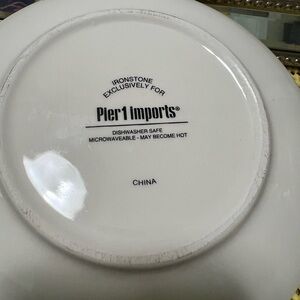 IRONSTONE
EXCLUSIVELY FOR
Pier 1 imports®
DISHWASHER SAFE
MICROWAVEABLE - MAY BECOME HOT
CHINA